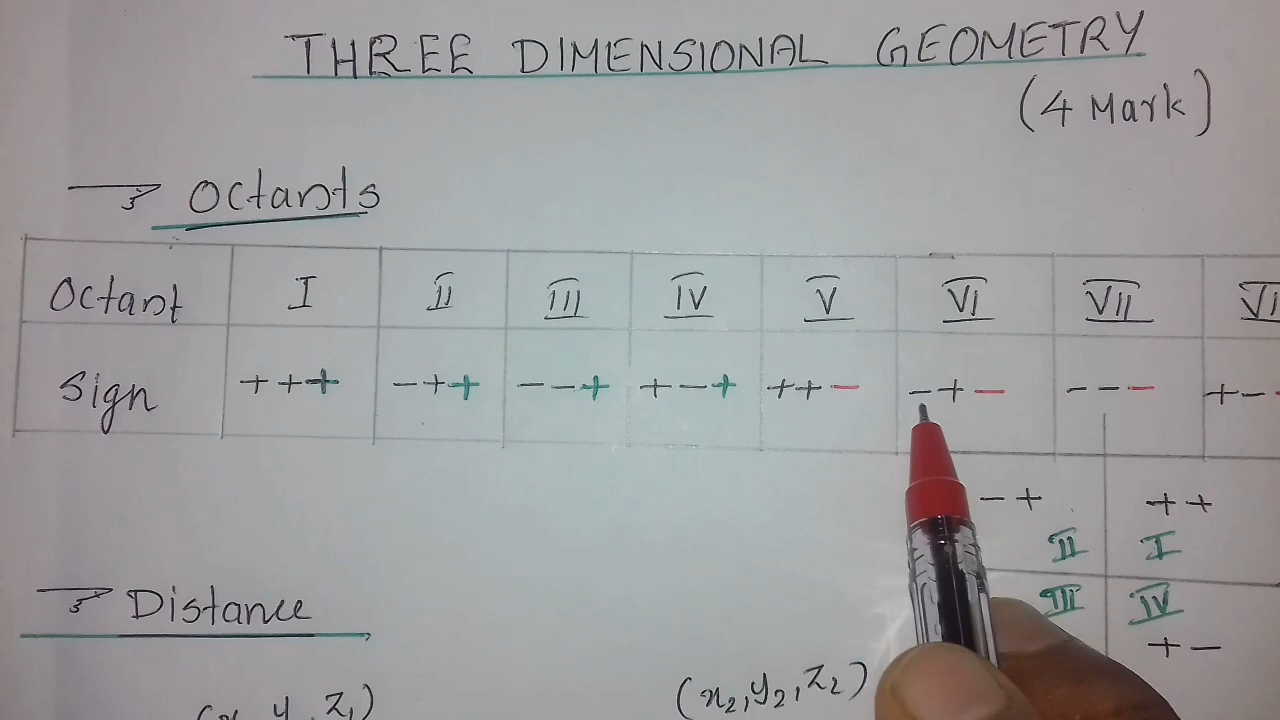 THREE DIMENSIONAL GEOMETRY
(4 Mark)
Octants
Octant I II III IV V VI VII
Sign +++ -++ --+ +-+ ++- -+- --- +-
-+ ++
II I
III IV
+-
Distance
(x2,y2,z2)
y z1)